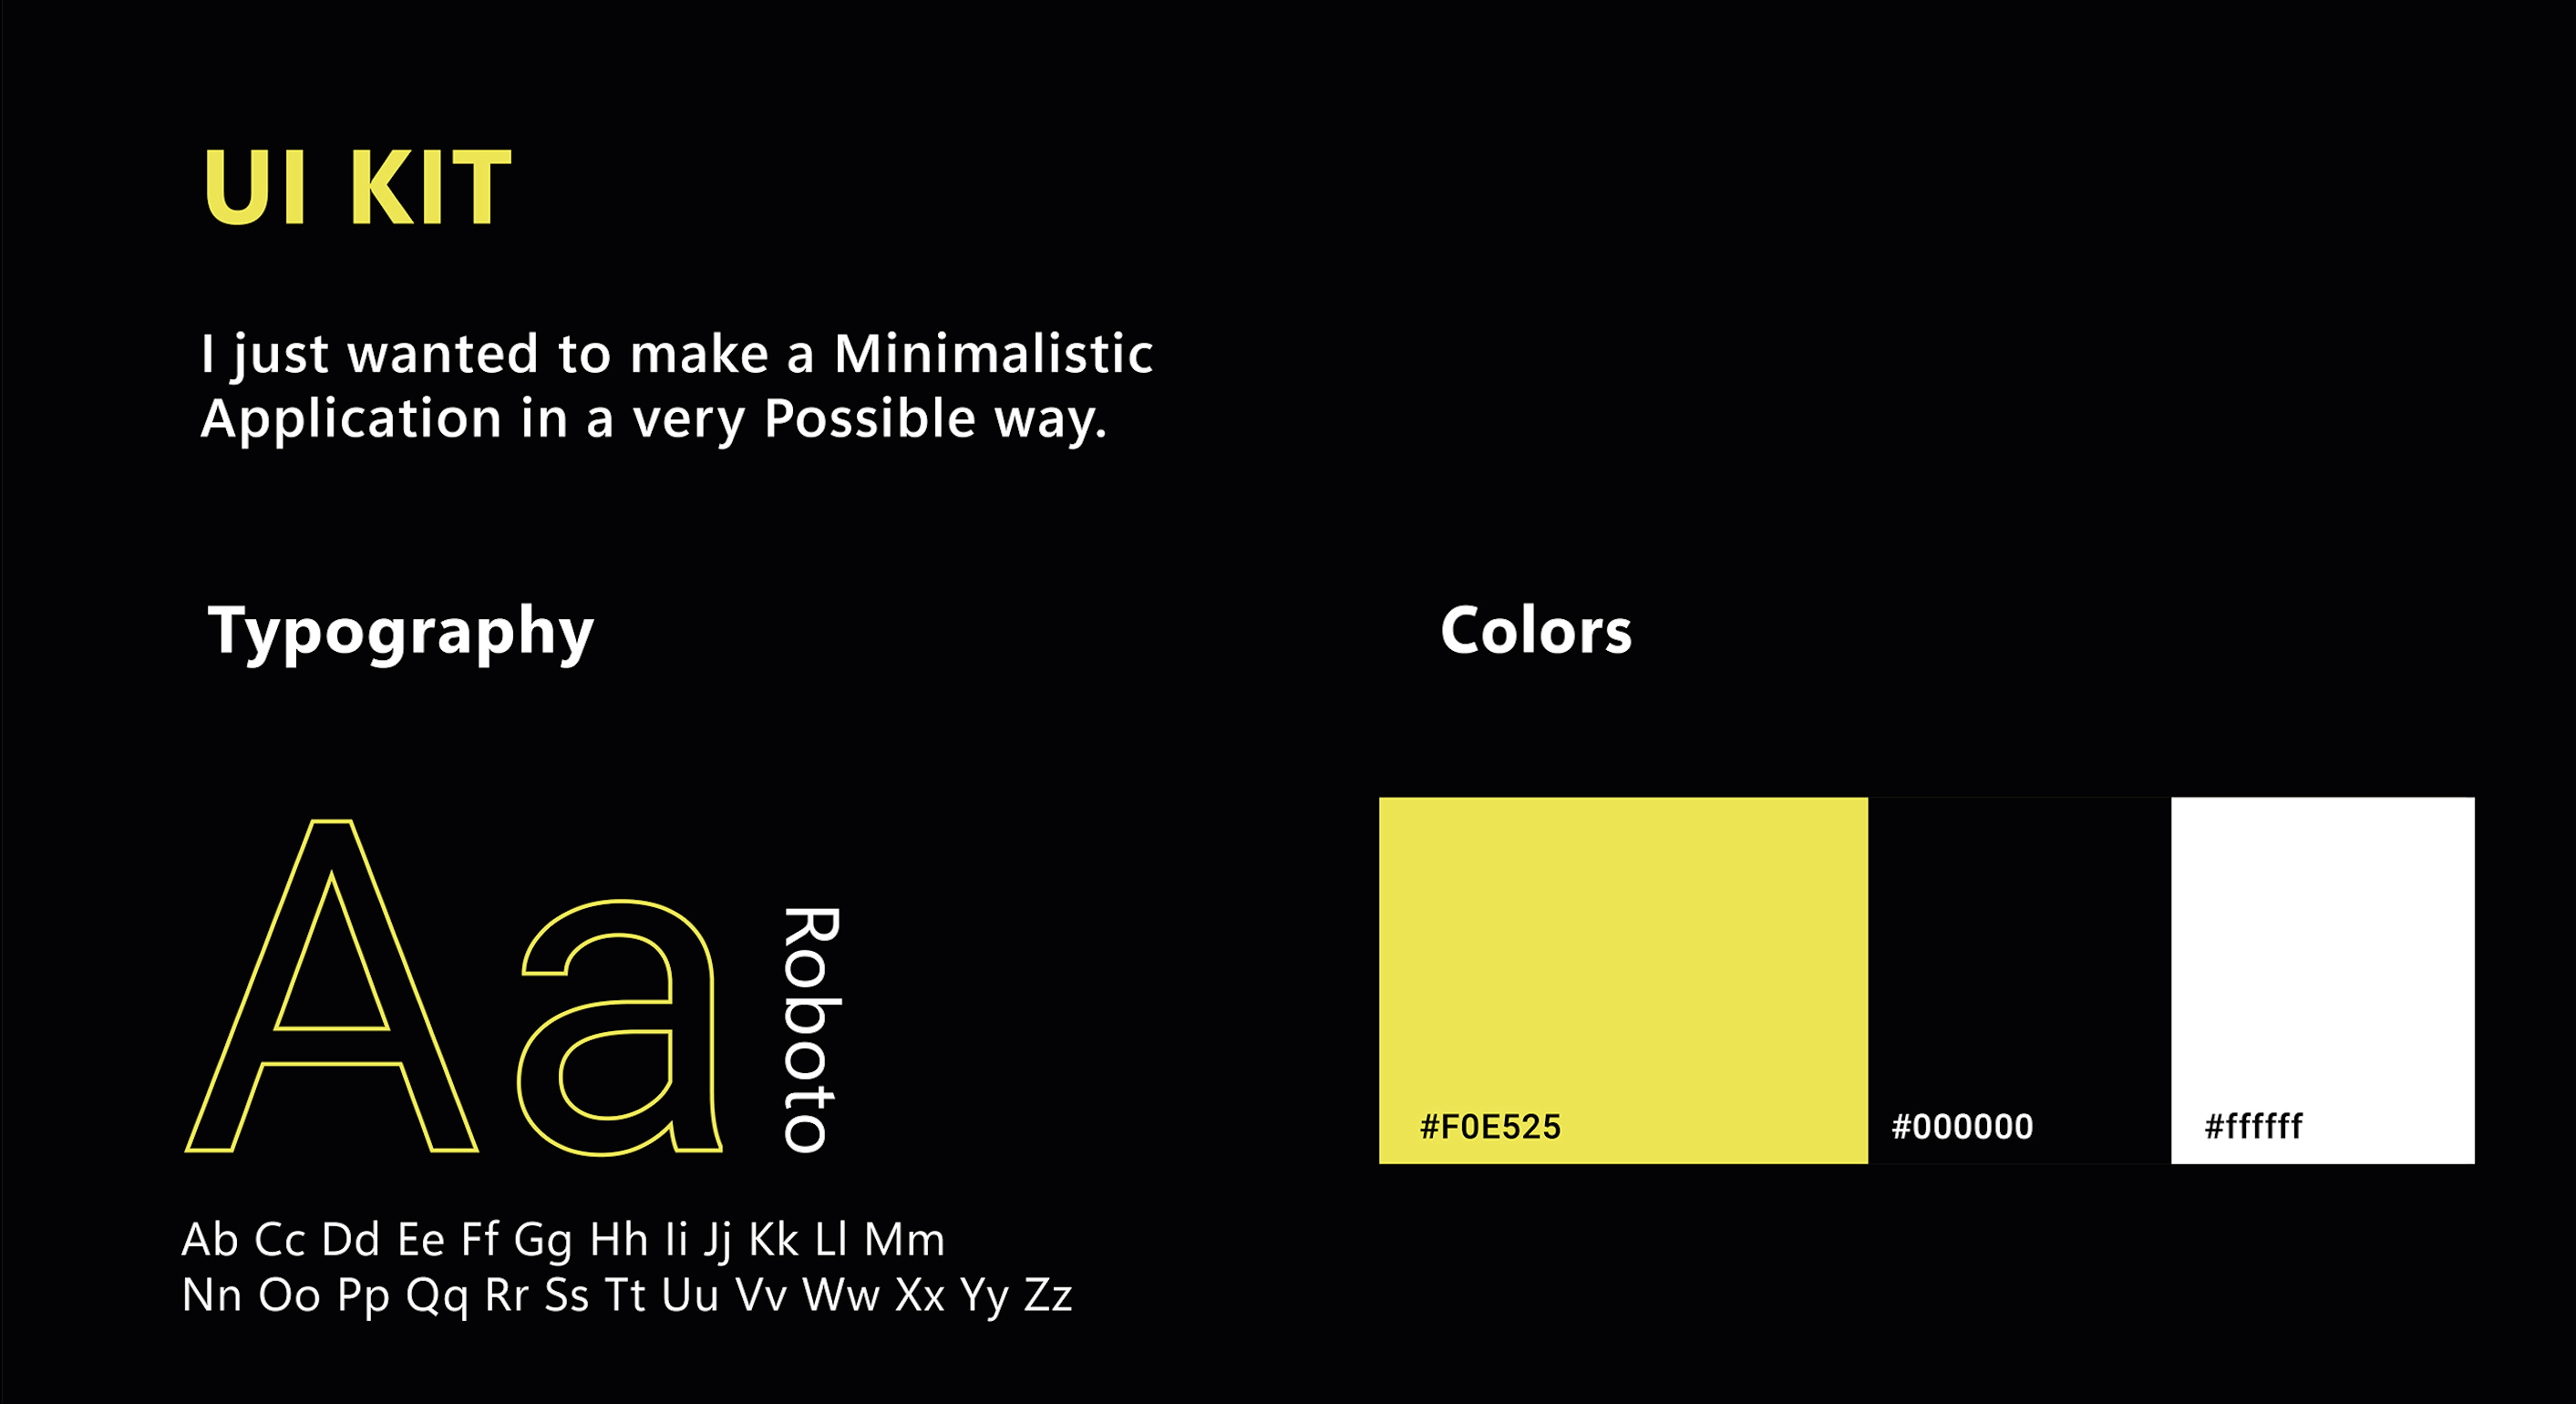 UI KIT
I just wanted to make a Minimalistic
Application in a very Possible way.
Typography
Aa
Roboto
Ab Cc Dd Ee Ff Gg Hh Ii Jj Kk Ll Mm
Nn Oo Pp Qq Rr Ss Tt Uu Vv Ww Xx Yy Zz
Colors
#F0E525
#000000
#ffffff